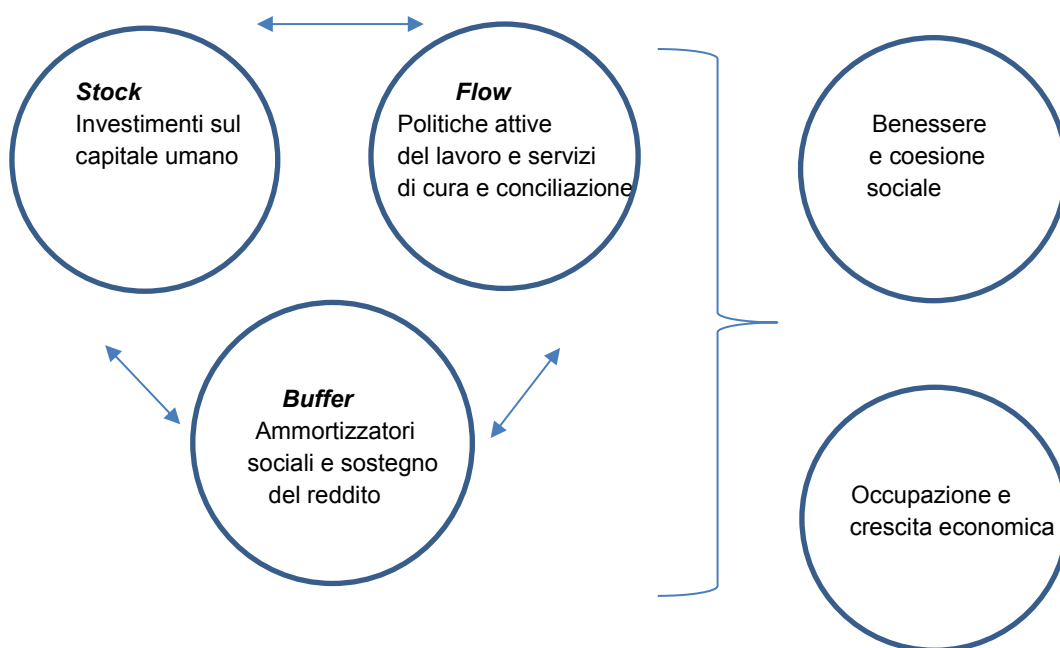 Stock
Investimenti sul
capitale umano
Flow
Politiche attive
del lavoro e servizi
di cura e conciliazione
Buffer
Ammortizzatori
sociali e sostegno
del reddito
Benessere
e coesione
sociale
Occupazione e
crescita economica